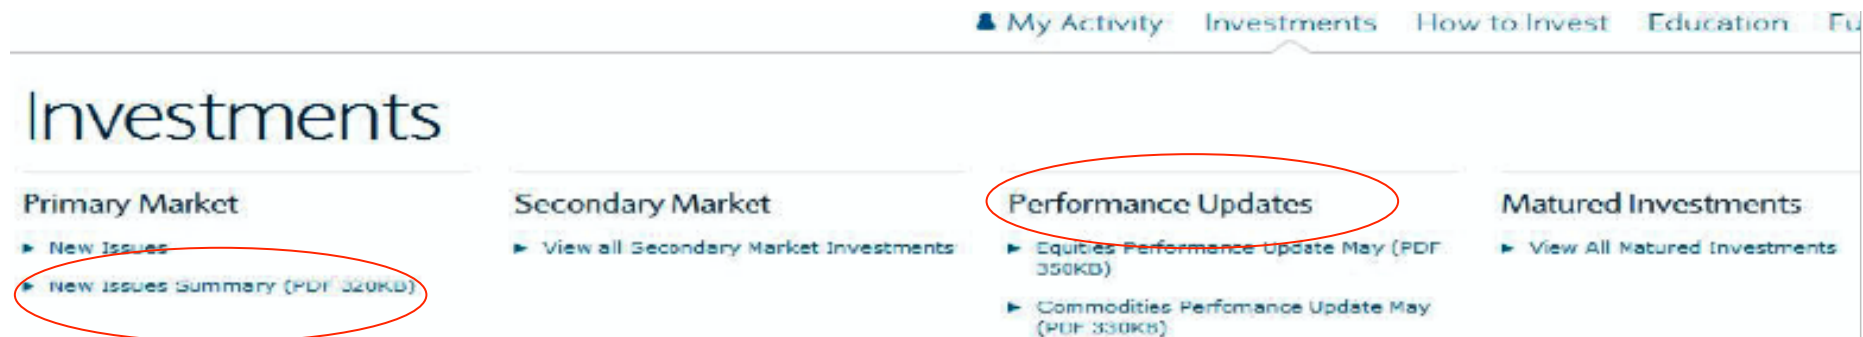 My Activity Investments How to Invest Education Fu
Investments
Primary Market
New Issues
New Issues Summary (PDF 320KB)
Secondary Market
View all Secondary Market Investments
Performance Updates
Equities Performance Update May (PDF
350KB)
Commodities Perfomance Update May
(PDF 330KB)
Matured Investments
View All Matured Investments